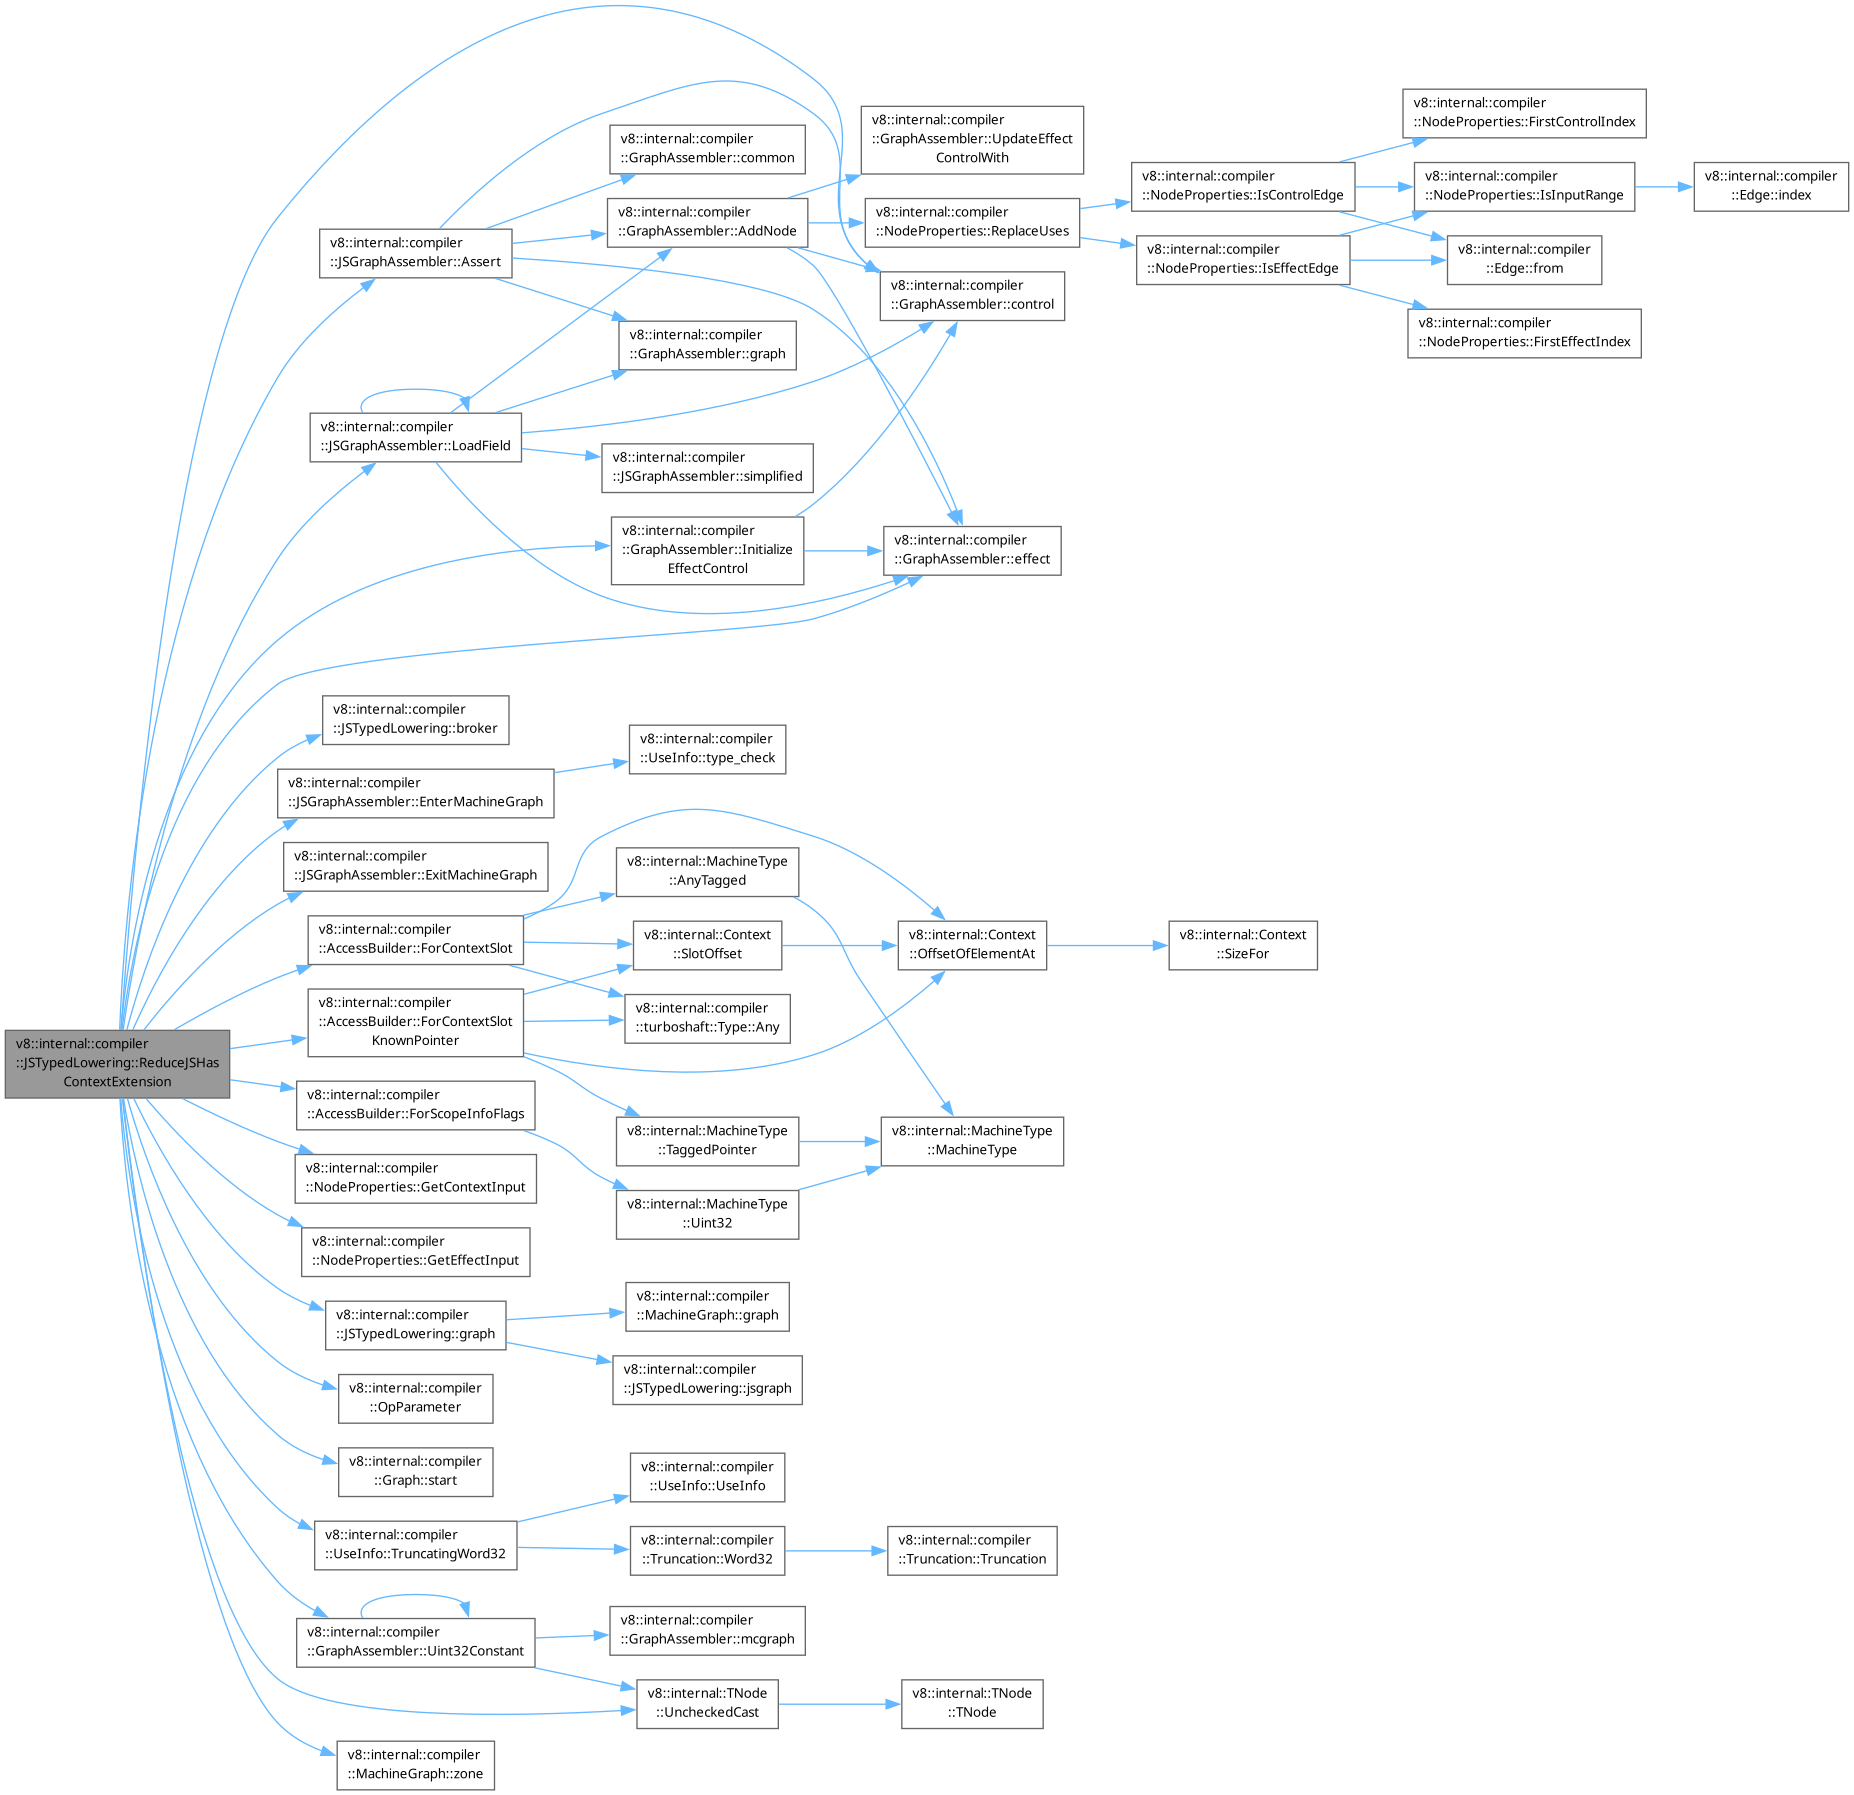 v8::internal::compiler
::JSTypedLowering::ReduceJSHas
ContextExtension
v8::internal::compiler
::JSGraphAssembler::Assert
v8::internal::compiler
::GraphAssembler::common
v8::internal::compiler
::GraphAssembler::AddNode
v8::internal::compiler
::GraphAssembler::UpdateEffect
ControlWith
v8::internal::compiler
::NodeProperties::ReplaceUses
v8::internal::compiler
::GraphAssembler::control
v8::internal::compiler
::NodeProperties::IsControlEdge
v8::internal::compiler
::NodeProperties::IsEffectEdge
v8::internal::compiler
::NodeProperties::FirstControlIndex
v8::internal::compiler
::NodeProperties::IsInputRange
v8::internal::compiler
::Edge::index
v8::internal::compiler
::Edge::from
v8::internal::compiler
::NodeProperties::FirstEffectIndex
v8::internal::compiler
::GraphAssembler::graph
v8::internal::compiler
::JSGraphAssembler::LoadField
v8::internal::compiler
::JSGraphAssembler::simplified
v8::internal::compiler
::GraphAssembler::Initialize
EffectControl
v8::internal::compiler
::GraphAssembler::effect
v8::internal::compiler
::JSTypedLowering::broker
v8::internal::compiler
::JSGraphAssembler::EnterMachineGraph
v8::internal::compiler
::UseInfo::type_check
v8::internal::compiler
::JSGraphAssembler::ExitMachineGraph
v8::internal::compiler
::AccessBuilder::ForContextSlot
v8::internal::MachineType
::AnyTagged
v8::internal::Context
::SlotOffset
v8::internal::Context
::OffsetOfElementAt
v8::internal::Context
::SizeFor
v8::internal::compiler
::AccessBuilder::ForContextSlot
KnownPointer
v8::internal::compiler
::turboshaft::Type::Any
v8::internal::compiler
::AccessBuilder::ForScopeInfoFlags
v8::internal::MachineType
::TaggedPointer
v8::internal::MachineType
::MachineType
v8::internal::MachineType
::Uint32
v8::internal::compiler
::NodeProperties::GetContextInput
v8::internal::compiler
::NodeProperties::GetEffectInput
v8::internal::compiler
::JSTypedLowering::graph
v8::internal::compiler
::MachineGraph::graph
v8::internal::compiler
::JSTypedLowering::jsgraph
v8::internal::compiler
::OpParameter
v8::internal::compiler
::Graph::start
v8::internal::compiler
::UseInfo::TruncatingWord32
v8::internal::compiler
::UseInfo::UseInfo
v8::internal::compiler
::Truncation::Word32
v8::internal::compiler
::Truncation::Truncation
v8::internal::compiler
::GraphAssembler::Uint32Constant
v8::internal::compiler
::GraphAssembler::mcgraph
v8::internal::TNode
::UncheckedCast
v8::internal::TNode
::TNode
v8::internal::compiler
::MachineGraph::zone